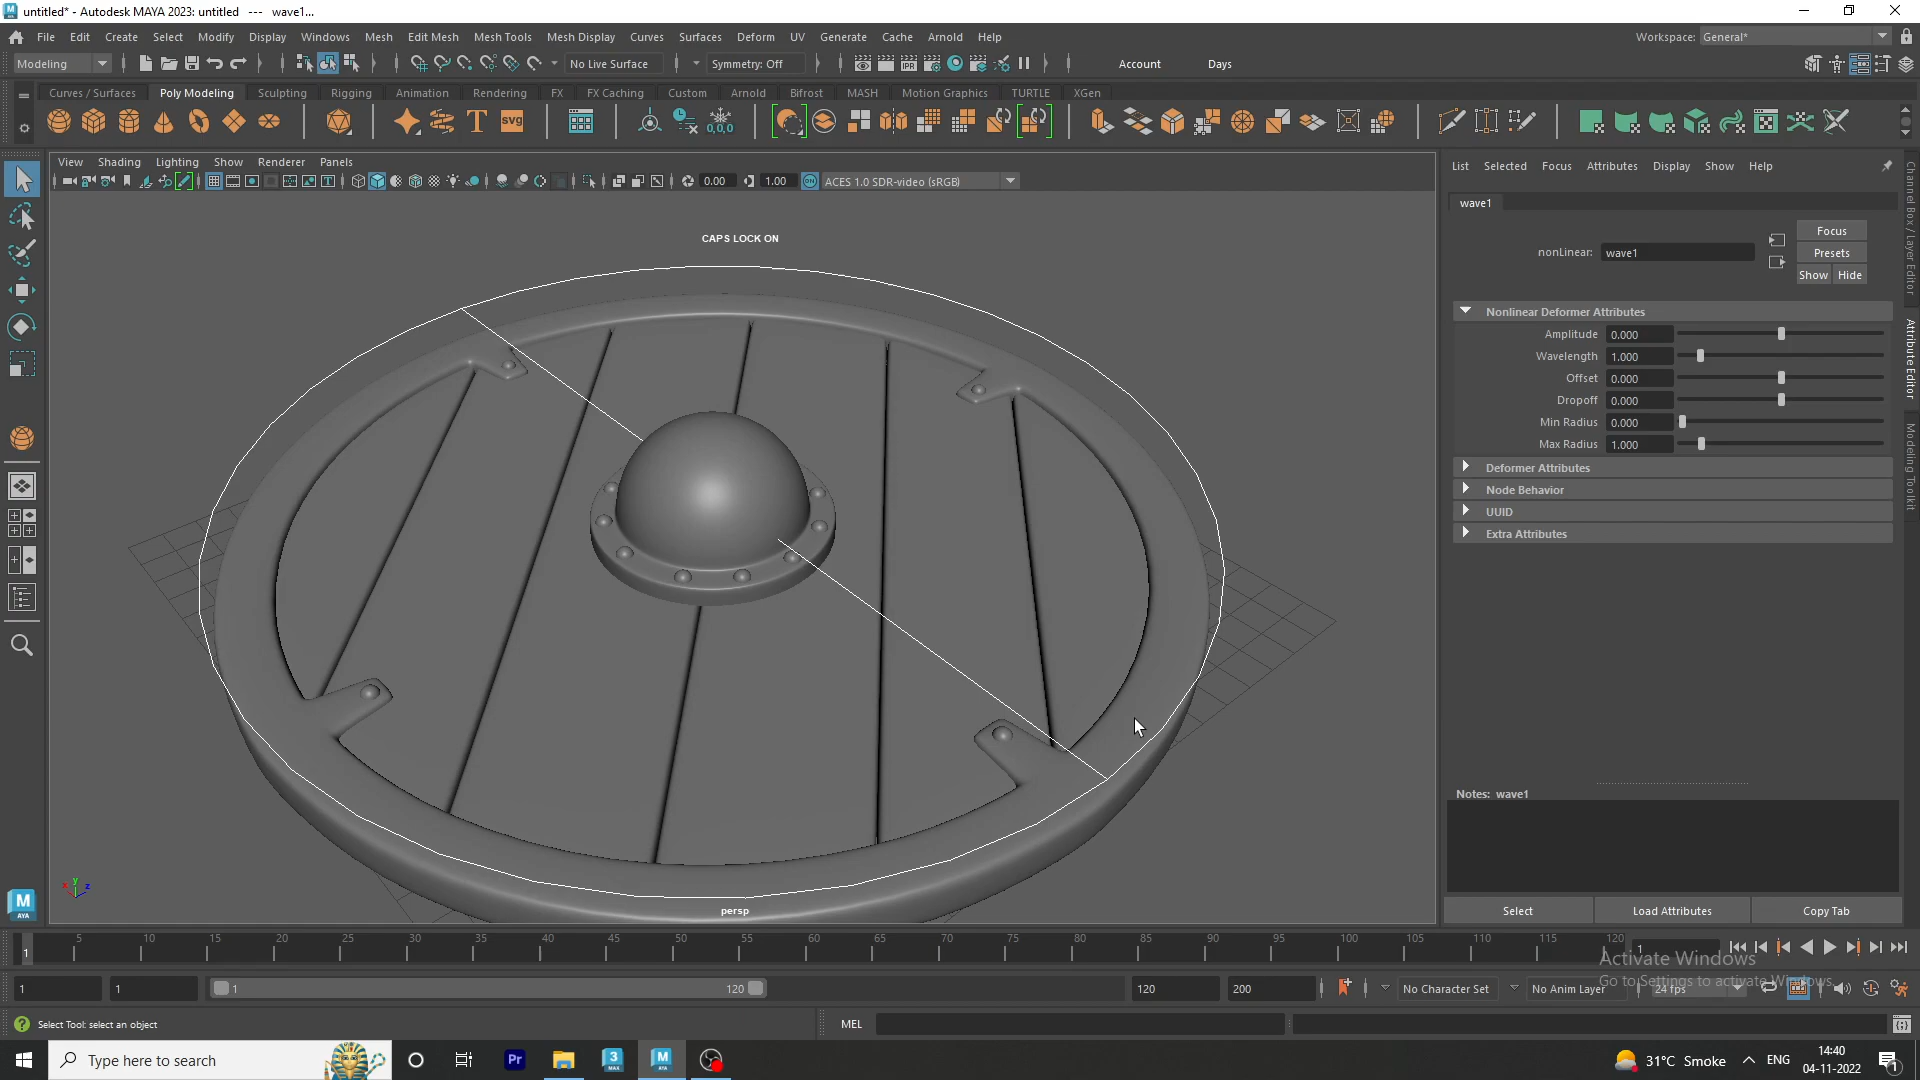 untitled* - Autodesk MAYA 2023: untitled   ---   wave1...
File Edit Create Select Modify Display Windows Mesh Edit Mesh Mesh Tools Mesh Display Curves Surfaces Deform UV Generate Cache Arnold Help
Workspace: General*
Modeling
No Live Surface
Symmetry: Off
Account
Days
Curves / Surfaces Poly Modeling Sculpting Rigging Animation Rendering FX FX Caching Custom Arnold Bifrost MASH Motion Graphics TURTLE XGen
View Shading Lighting Show Renderer Panels
0.00 1.00 ACES 1.0 SDR-video (sRGB)
CAPS LOCK ON
persp
List Selected Focus Attributes Display Show Help
wave1
nonLinear: wave1
Focus
Presets
Show Hide
Nonlinear Deformer Attributes
Amplitude 0.000
Wavelength 1.000
Offset 0.000
Dropoff 0.000
Min Radius 0.000
Max Radius 1.000
Deformer Attributes
Node Behavior
UUID
Extra Attributes
Notes: wave1
Select Load Attributes Copy Tab
Channel Box / Layer Editor
Attribute Editor
Modeling Toolkit
1 5 10 15 20 25 30 35 40 45 50 55 60 65 70 75 80 85 90 95 100 105 110 115 120
1
Activate Windows
Go to Settings to activate Windows.
1 1 1 120 120 200 No Character Set No Anim Layer 24 fps
Select Tool: select an object
MEL
Type here to search
31°C Smoke
ENG
14:40
04-11-2022
1